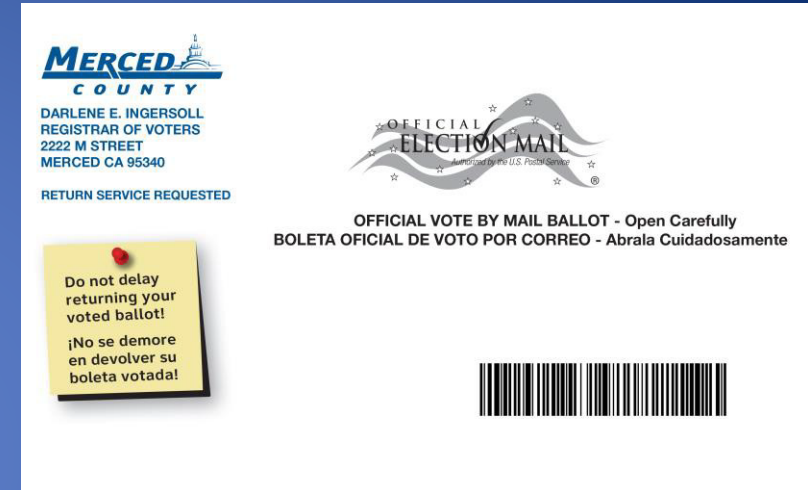 MERCED
COUNTY
DARLENE E. INGERSOLL
REGISTRAR OF VOTERS
2222 M STREET
MERCED CA 95340
RETURN SERVICE REQUESTED
OFFICIAL
ELECTION MAIL
Authorized by the U.S. Postal Service
®
OFFICIAL VOTE BY MAIL BALLOT - Open Carefully
BOLETA OFICIAL DE VOTO POR CORREO - Abrala Cuidadosamente
Do not delay
returning your
voted ballot!
¡No se demore
en devolver su
boleta votada!